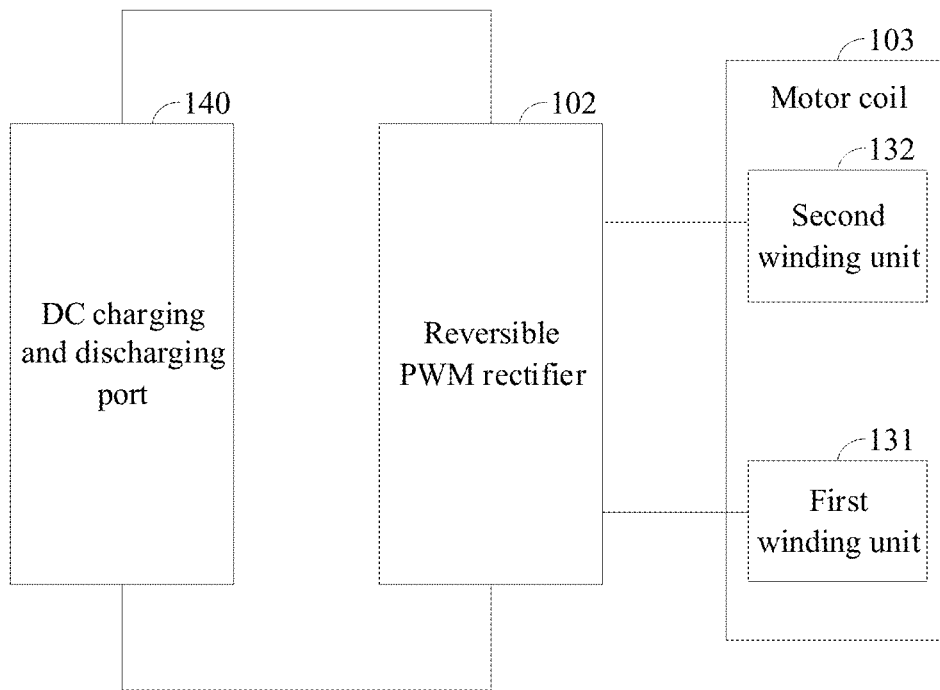 103
Motor coil
140
102
132
Second
winding unit
DC charging
and discharging
port
Reversible
PWM rectifier
131
First
winding unit